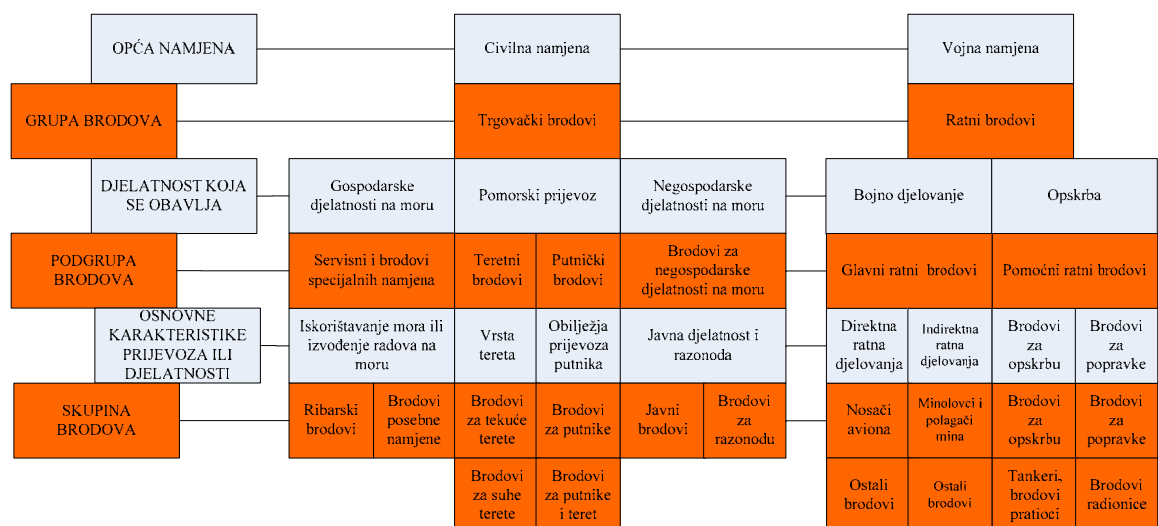 OPĆA NAMJENA
Civilna namjena
Vojna namjena
GRUPA BRODOVA
Trgovački brodovi
Ratni brodovi
DJELATNOST KOJA
SE OBAVLJA
Gospodarske
djelatnosti na moru
Pomorski prijevoz
Negospodarske
djelatnosti na moru
Bojno djelovanje
Opskrba
PODGRUPA
BRODOVA
Servisni i brodovi
specijalnih namjena
Teretni
brodovi
Putnički
brodovi
Brodovi za
negospodarske
djelatnosti na moru
Glavni ratni brodovi
Pomoćni ratni brodovi
OSNOVNE
KARAKTERISTIKE
PRIJEVOZA ILI
DJELATNOSTI
Iskorištavanje mora ili
izvođenje radova na
moru
Vrsta
tereta
Obilježja
prijevoza
putnika
Javna djelatnost i
razonoda
Direktna
ratna
djelovanja
Indirektna
ratna
djelovanja
Brodovi
za
opskrbu
Brodovi
za
popravke
SKUPINA
BRODOVA
Ribarski
brodovi
Brodovi
posebne
namjene
Brodovi
za tekuće
terete
Brodovi
za putnike
Javni
brodovi
Brodovi
za
razonodu
Nosači
aviona
Minolovci i
polagači
mina
Brodovi
za
opskrbu
Brodovi
za
popravke
Brodovi
za suhe
terete
Brodovi
za putnike
i teret
Ostali
brodovi
Ostali
brodovi
Tankeri,
brodovi
pratioci
Brodovi
radionice